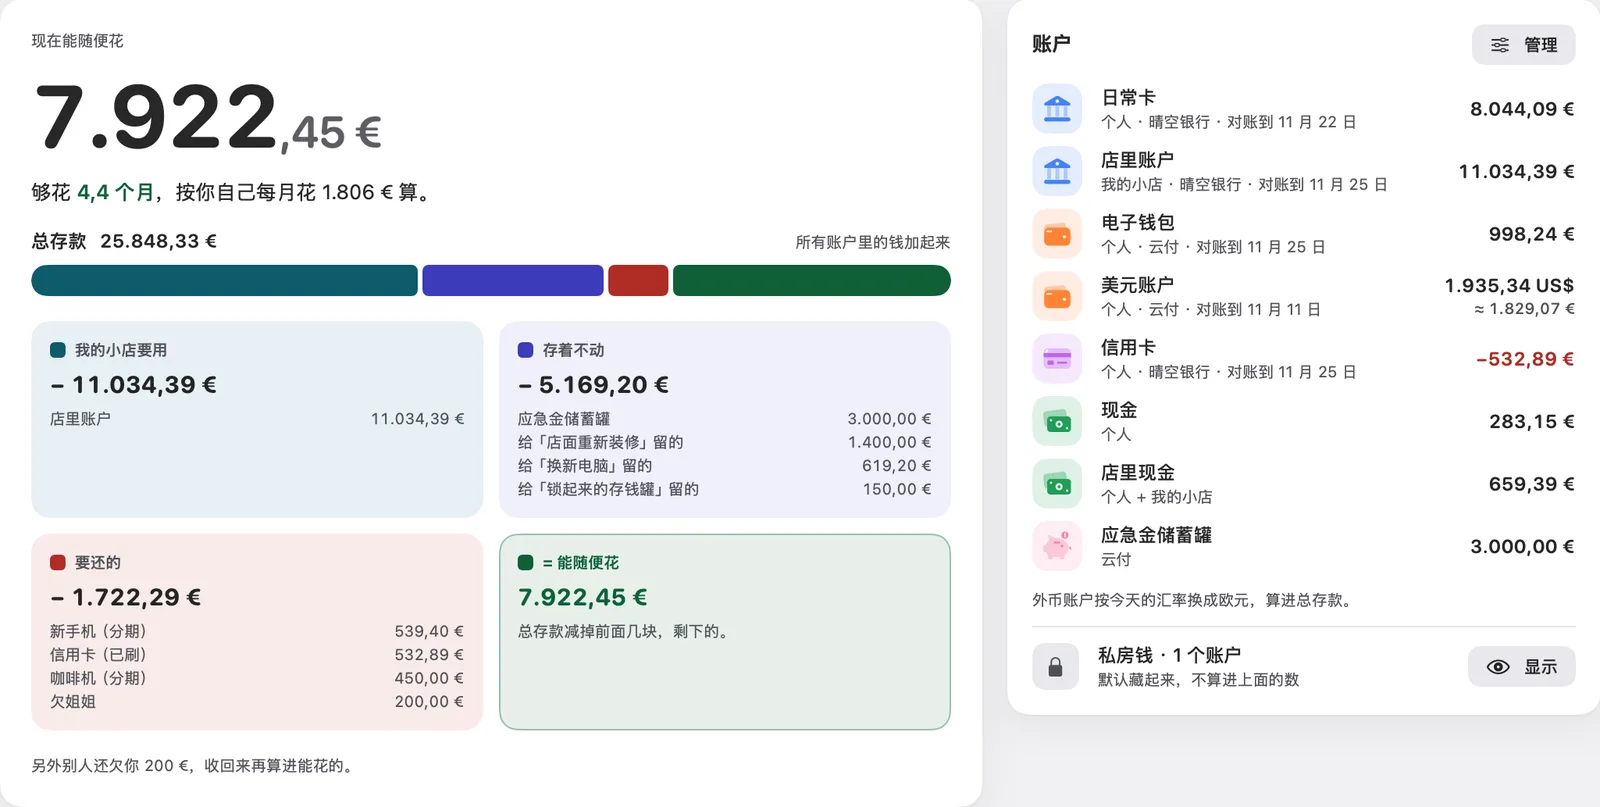 现在能随便花
7.922,45 €
够花 4,4 个月，按你自己每月花 1.806 € 算。
总存款 25.848,33 €
所有账户里的钱加起来
我的小店要用
– 11.034,39 €
店里账户 11.034,39 €
存着不动
– 5.169,20 €
应急金储蓄罐 3.000,00 €
给「店面重新装修」留的 1.400,00 €
给「换新电脑」留的 619,20 €
给「锁起来的存钱罐」留的 150,00 €
要还的
– 1.722,29 €
新手机（分期） 539,40 €
信用卡（已刷） 532,89 €
咖啡机（分期） 450,00 €
欠姐姐 200,00 €
= 能随便花
7.922,45 €
总存款减掉前面几块，剩下的。
另外别人还欠你 200 €，收回来再算进能花的。
账户
管理
日常卡 8.044,09 €
个人 · 晴空银行 · 对账到 11 月 22 日
店里账户 11.034,39 €
我的小店 · 晴空银行 · 对账到 11 月 25 日
电子钱包 998,24 €
个人 · 云付 · 对账到 11 月 25 日
美元账户 1.935,34 US$
个人 · 云付 · 对账到 11 月 11 日 ≈ 1.829,07 €
信用卡 −532,89 €
个人 · 晴空银行 · 对账到 11 月 25 日
现金 283,15 €
个人
店里现金 659,39 €
个人 + 我的小店
应急金储蓄罐 3.000,00 €
云付
外币账户按今天的汇率换成欧元，算进总存款。
私房钱 · 1 个账户
默认藏起来，不算进上面的数
显示